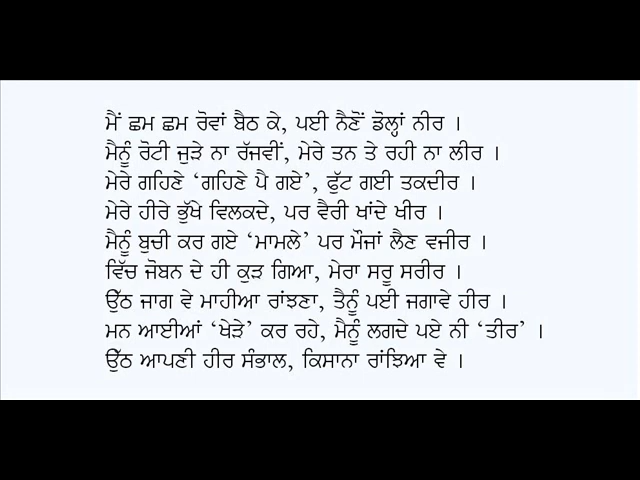 ਮੈਂ ਛਮ ਛਮ ਰੋਵਾਂ ਬੈਠ ਕੇ, ਪਈ ਨੈਣੋਂ ਡੋਲ੍ਹਾਂ ਨੀਰ ।
ਮੈਨੂੰ ਰੋਟੀ ਜੁੜੇ ਨਾ ਰੱਜਵੀਂ, ਮੇਰੇ ਤਨ ਤੇ ਰਹੀ ਨਾ ਲੀਰ ।
ਮੇਰੇ ਗਹਿਣੇ ‘ਗਹਿਣੇ ਪੈ ਗਏ’, ਫੁੱਟ ਗਈ ਤਕਦੀਰ ।
ਮੇਰੇ ਹੀਰੇ ਭੁੱਖੇ ਵਿਲਕਦੇ, ਪਰ ਵੈਰੀ ਖਾਂਦੇ ਖੀਰ ।
ਮੈਨੂੰ ਬੁਚੀ ਕਰ ਗਏ ‘ਮਾਮਲੇ’ ਪਰ ਮੌਜਾਂ ਲੈਣ ਵਜੀਰ ।
ਵਿੱਚ ਜੋਬਨ ਦੇ ਹੀ ਕੁੜ ਗਿਆ, ਮੇਰਾ ਸਰੂ ਸਰੀਰ ।
ਉੱਠ ਜਾਗ ਵੇ ਮਾਹੀਆ ਰਾਂਝਣਾ, ਤੈਨੂੰ ਪਈ ਜਗਾਵੇ ਹੀਰ ।
ਮਨ ਆਈਆਂ ‘ਖੇੜੇ’ ਕਰ ਰਹੇ, ਮੈਨੂੰ ਲਗਦੇ ਪਏ ਨੀ ‘ਤੀਰ’ ।
ਉੱਠ ਆਪਣੀ ਹੀਰ ਸੰਭਾਲ, ਕਿਸਾਨਾ ਰਾਂਝਿਆ ਵੇ ।